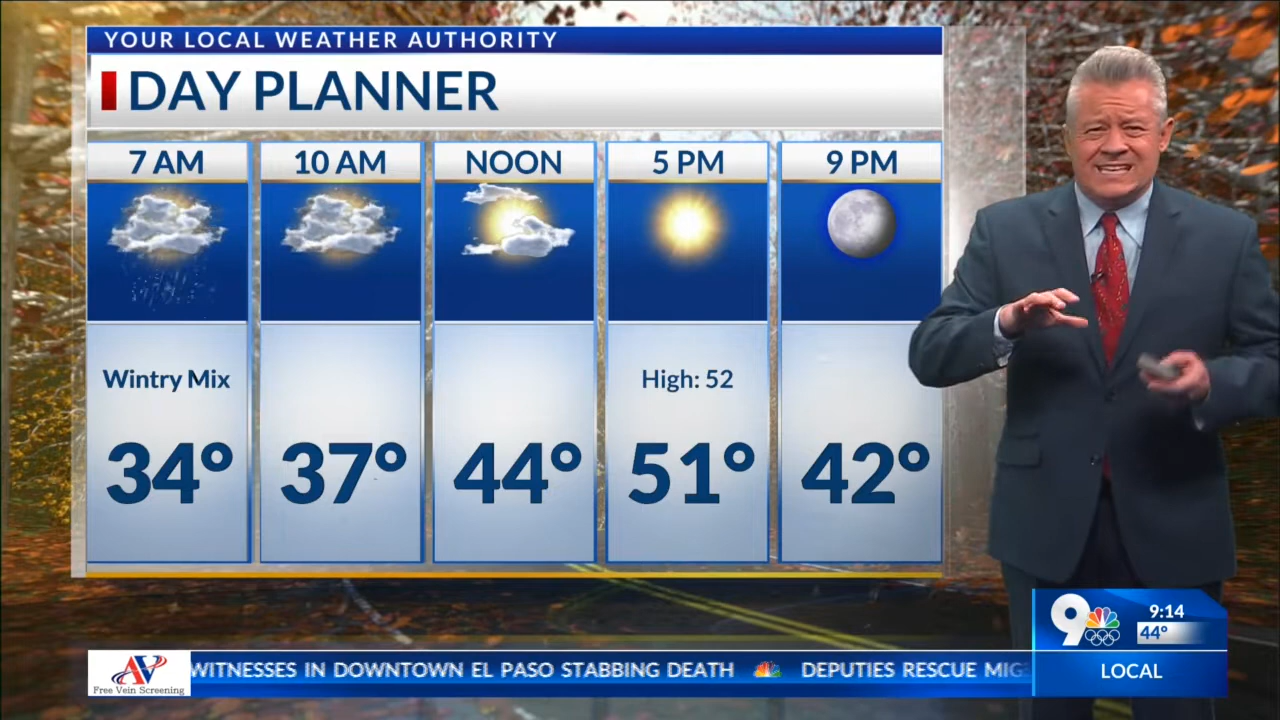 YOUR LOCAL WEATHER AUTHORITY
DAY PLANNER
7 AM
10 AM
NOON
5 PM
9 PM
Wintry Mix
High: 52
34°
37°
44°
51°
42°
9
9:14
44°
LOCAL
AV
Free Vein Screening
WITNESSES IN DOWNTOWN EL PASO STABBING DEATH
DEPUTIES RESCUE MIG